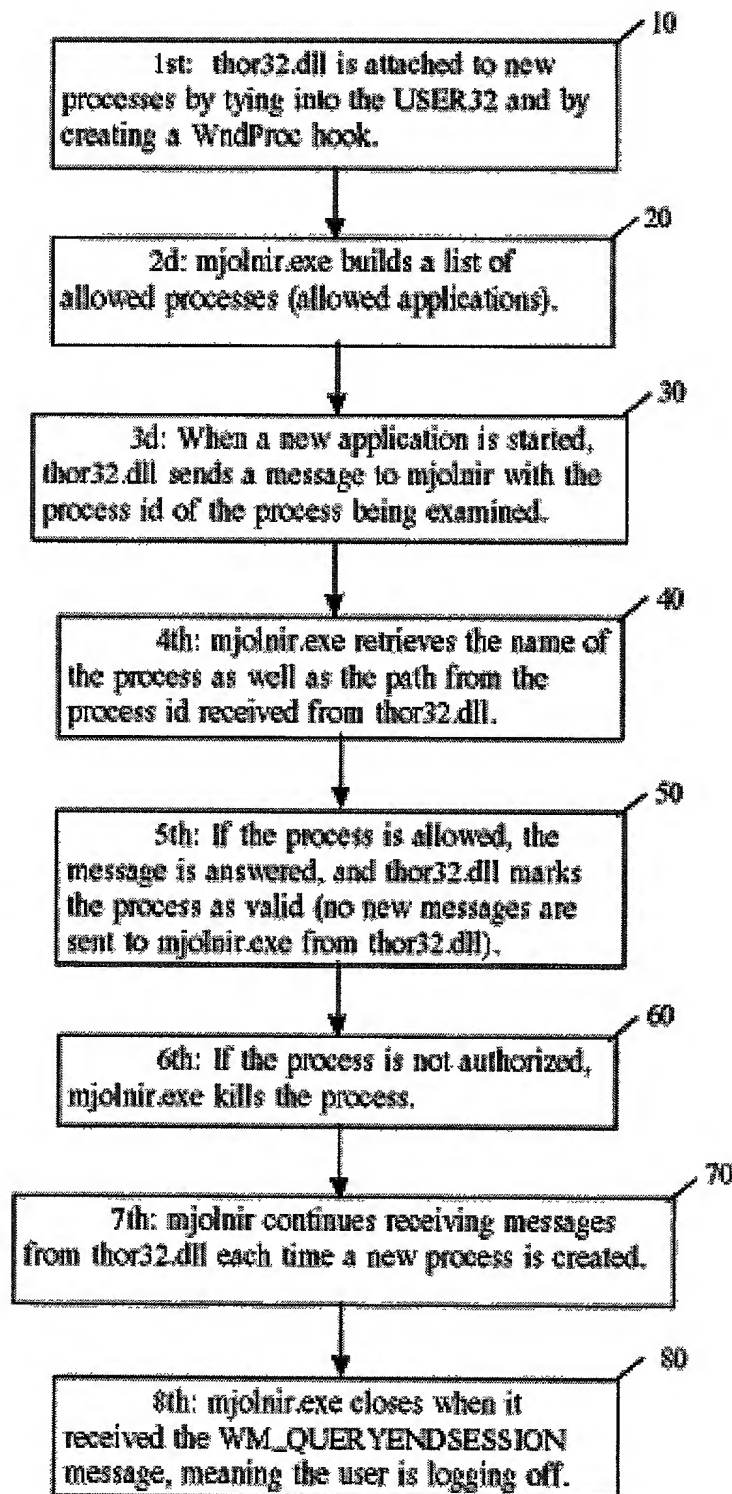 10
1st: thor32.dll is attached to new
processes by tying into the USER32 and by
creating a WndProc hook.
20
2d: mjolnir.exe builds a list of
allowed processes (allowed applications).
30
3d: When a new application is started,
thor32.dll sends a message to mjolnir with the
process id of the process being examined.
40
4th: mjolnir.exe retrieves the name of
the process as well as the path from the
process id received from thor32.dll.
50
5th: If the process is allowed, the
message is answered, and thor32.dll marks
the process as valid (no new messages are
sent to mjolnir.exe from thor32.dll).
60
6th: If the process is not authorized,
mjolnir.exe kills the process.
70
7th: mjolnir continues receiving messages
from thor32.dll each time a new process is created.
80
8th: mjolnir.exe closes when it
received the WM_QUERYENDSESSION
message, meaning the user is logging off.